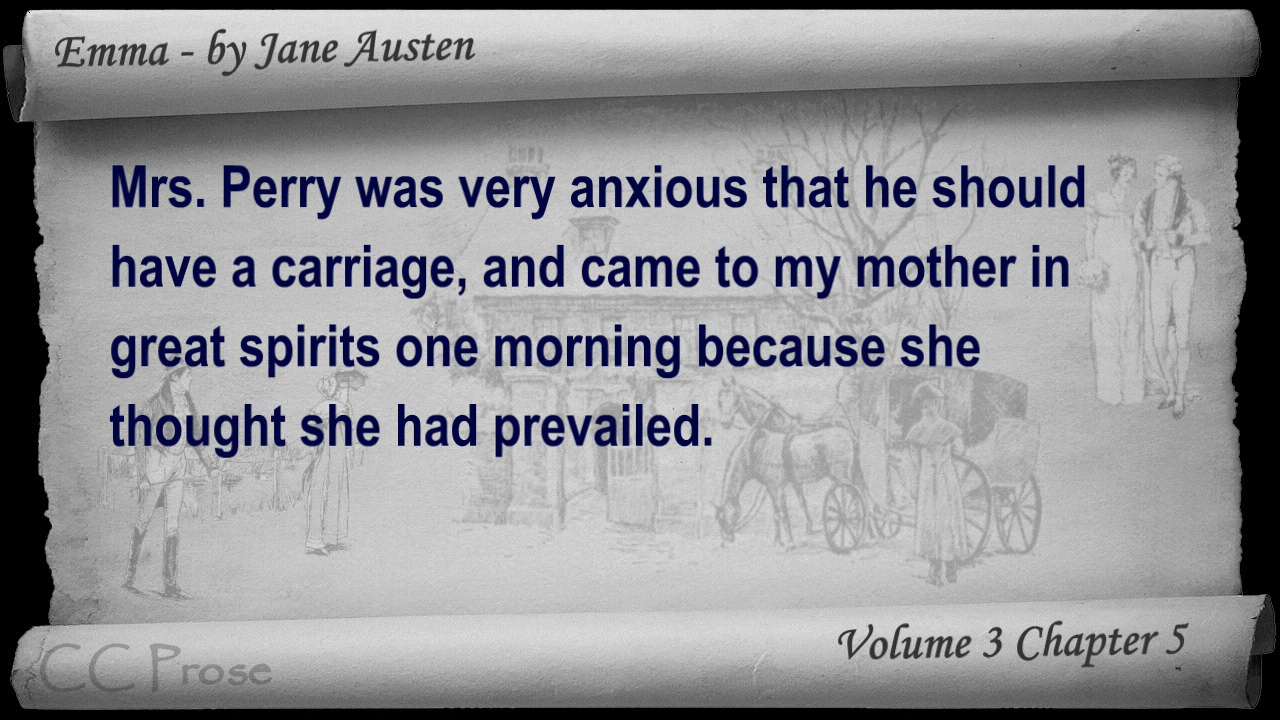 Emma - by Jane Austen
Mrs. Perry was very anxious that he should
have a carriage, and came to my mother in
great spirits one morning because she
thought she had prevailed.
Volume 3 Chapter 5
CC Prose